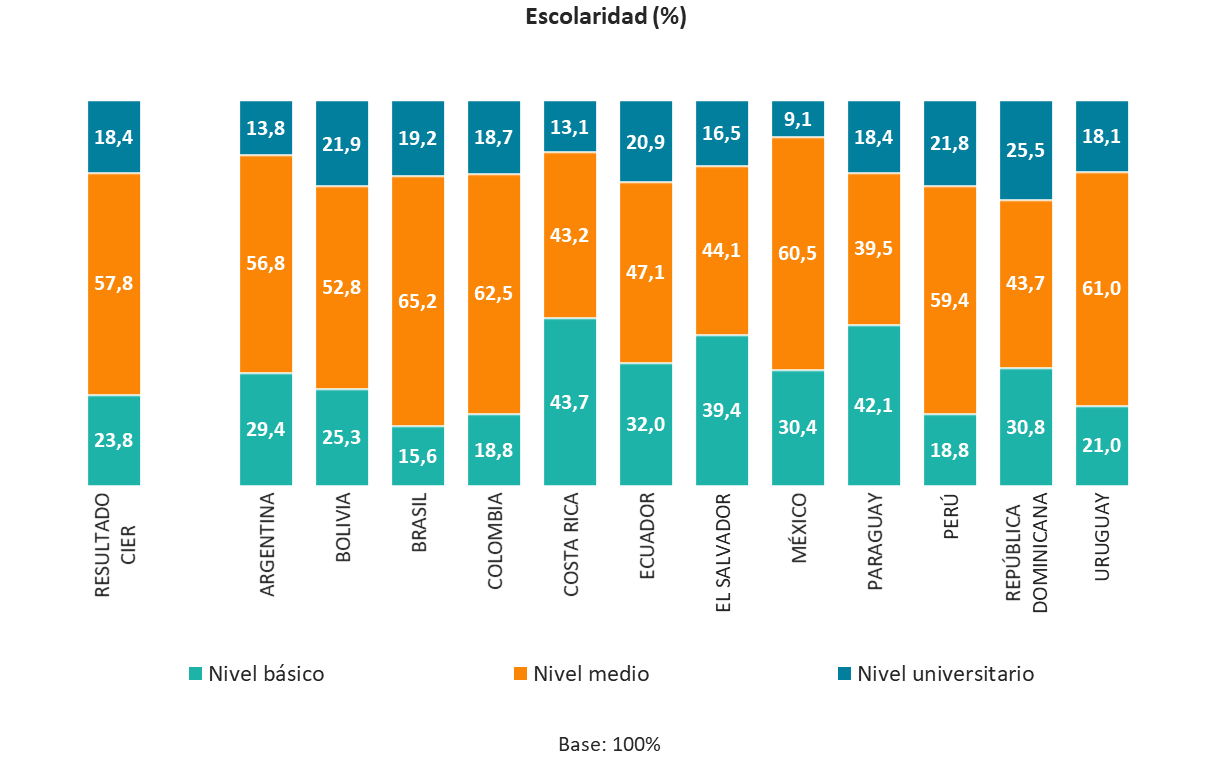 Escolaridad (%)
18,4
13,8
21,9
19,2
18,7
13,1
20,9
16,5
9,1
18,4
21,8
25,5
18,1
57,8
56,8
52,8
65,2
62,5
43,2
47,1
44,1
60,5
39,5
59,4
43,7
61,0
23,8
29,4
25,3
15,6
18,8
43,7
32,0
39,4
30,4
42,1
18,8
30,8
21,0
RESULTADO
CIER
ARGENTINA
BOLIVIA
BRASIL
COLOMBIA
COSTA RICA
ECUADOR
EL SALVADOR
MÉXICO
PARAGUAY
PERÚ
REPÚBLICA
DOMINICANA
URUGUAY
Nivel básico
Nivel medio
Nivel universitario
Base: 100%